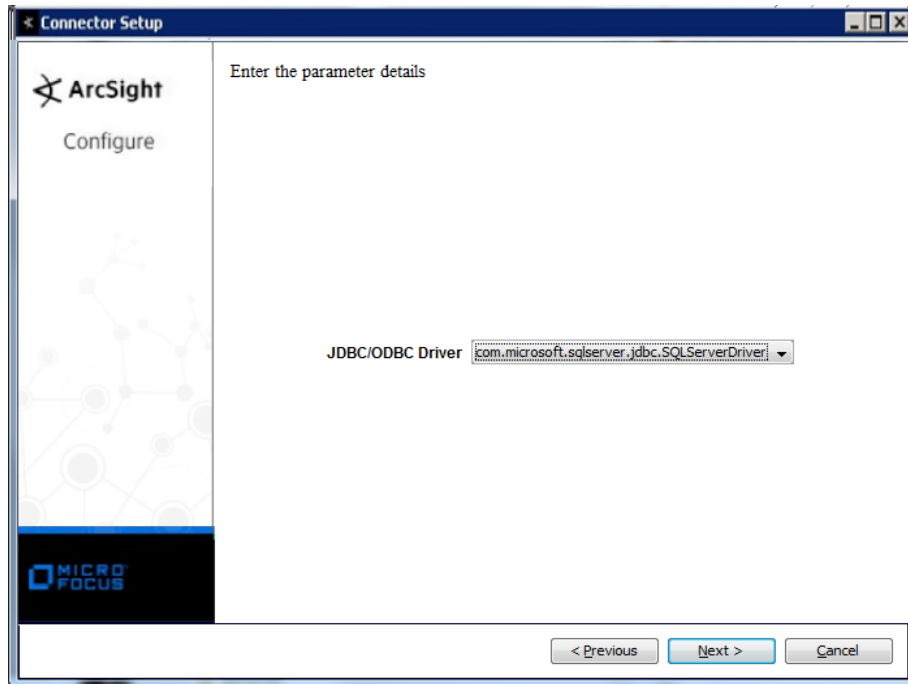 Connector Setup
ArcSight
Configure
Enter the parameter details
JDBC/ODBC Driver com.microsoft.sqlserver.jdbc.SQLServerDriver
MICRO
FOCUS
< Previous Next > Cancel